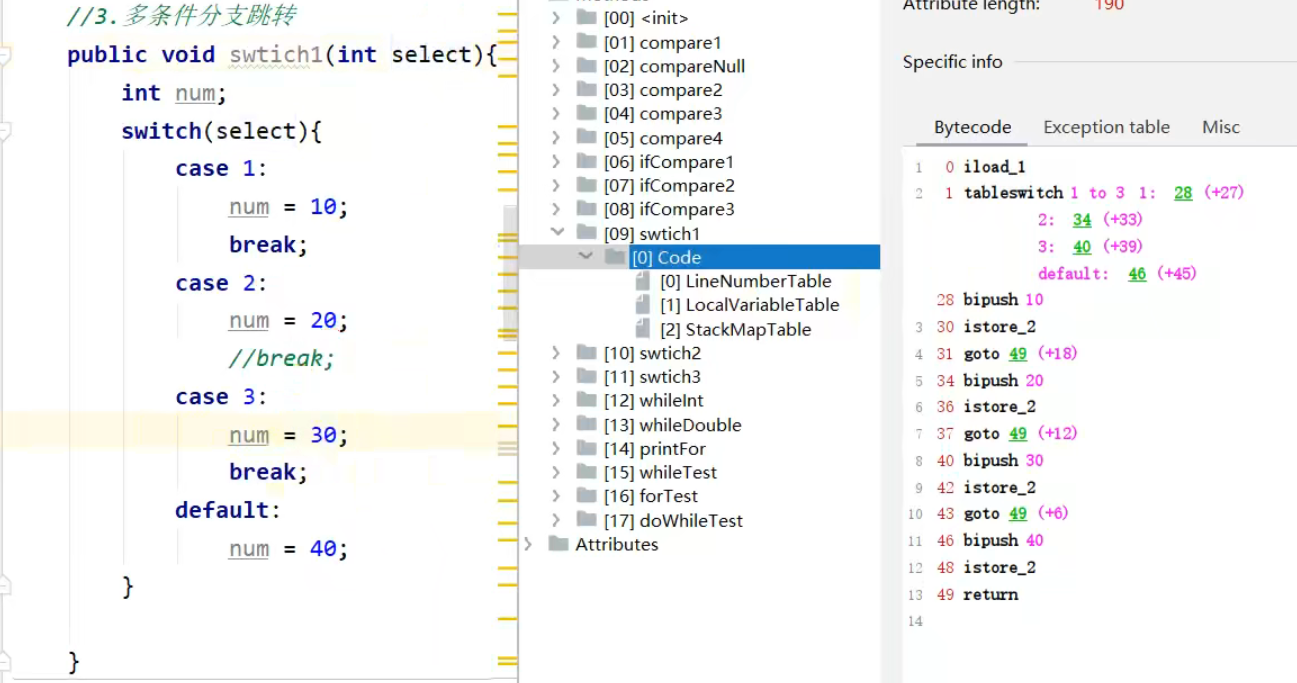 //3.多条件分支跳转
public void swtich1(int select){
int num;
switch(select){
case 1:
num = 10;
break;
case 2:
num = 20;
//break;
case 3:
num = 30;
break;
default:
num = 40;
}
}
[00] <init>
[01] compare1
[02] compareNull
[03] compare2
[04] compare3
[05] compare4
[06] ifCompare1
[07] ifCompare2
[08] ifCompare3
[09] swtich1
[0] Code
[0] LineNumberTable
[1] LocalVariableTable
[2] StackMapTable
[10] swtich2
[11] swtich3
[12] whileInt
[13] whileDouble
[14] printFor
[15] whileTest
[16] forTest
[17] doWhileTest
Attributes
Attribute length: 190
Specific info
Bytecode Exception table Misc
1 0 iload_1
2 1 tableswitch 1 to 3 1: 28 (+27)
2: 34 (+33)
3: 40 (+39)
default: 46 (+45)
28 bipush 10
3 30 istore_2
4 31 goto 49 (+18)
5 34 bipush 20
6 36 istore_2
7 37 goto 49 (+12)
8 40 bipush 30
9 42 istore_2
10 43 goto 49 (+6)
11 46 bipush 40
12 48 istore_2
13 49 return
14